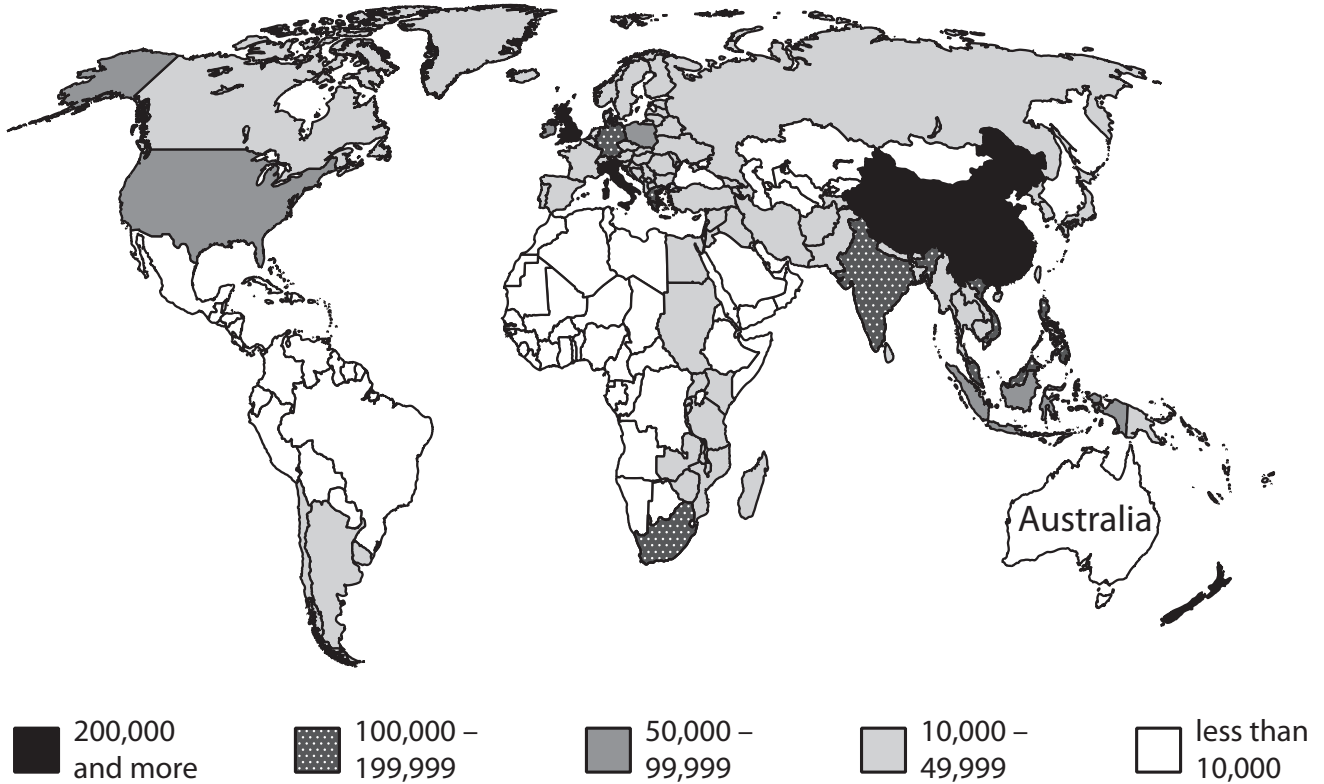 Australia
200,000
and more
100,000 –
199,999
50,000 –
99,999
10,000 –
49,999
less than
10,000